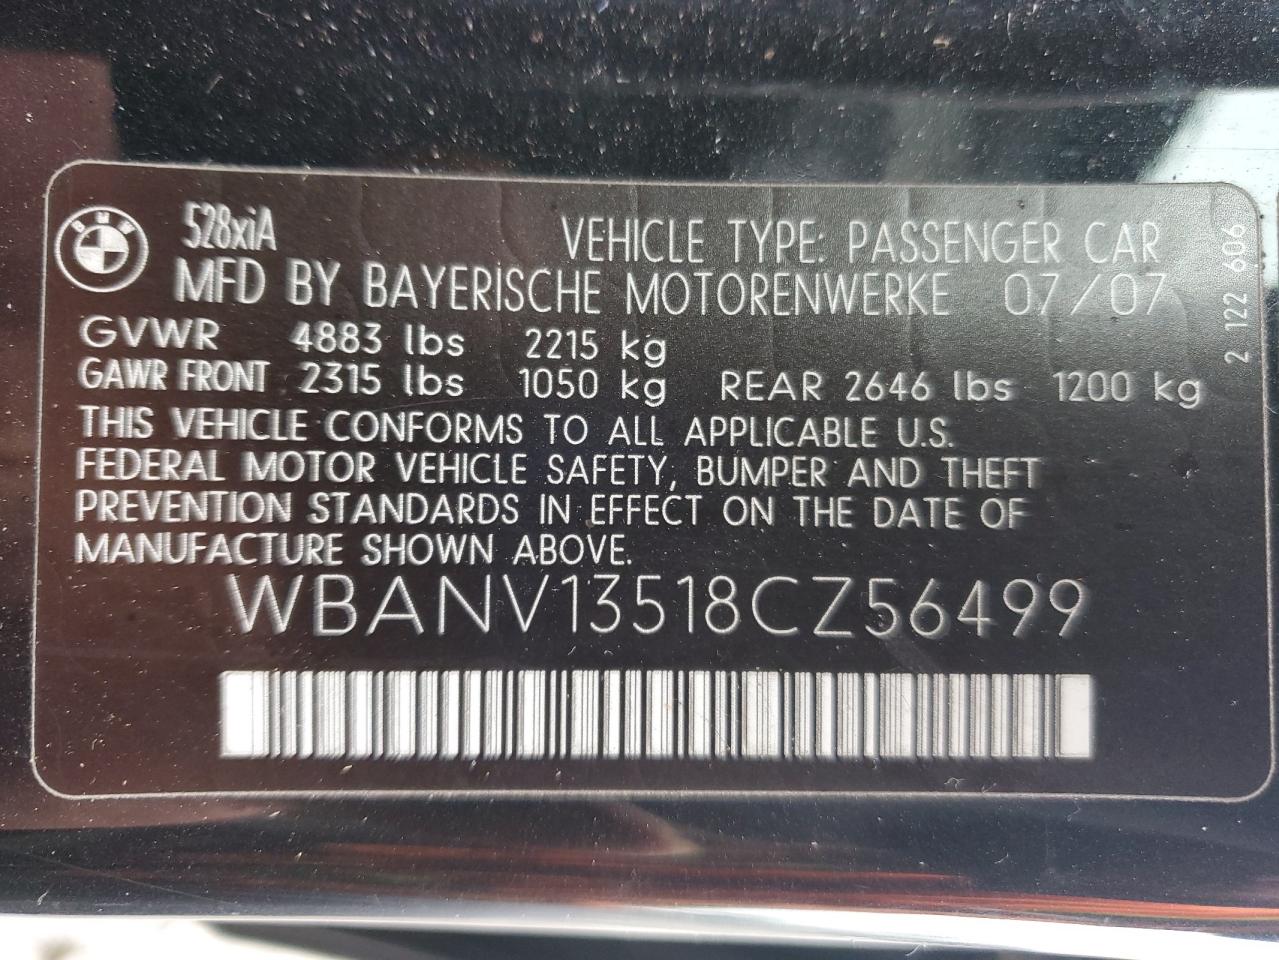 BMW
528xiA
VEHICLE TYPE: PASSENGER CAR
MFD BY BAYERISCHE MOTORENWERKE 07/07
GVWR 4883 lbs 2215 kg
GAWR FRONT 2315 lbs 1050 kg REAR 2646 lbs 1200 kg
THIS VEHICLE CONFORMS TO ALL APPLICABLE U.S.
FEDERAL MOTOR VEHICLE SAFETY, BUMPER AND THEFT
PREVENTION STANDARDS IN EFFECT ON THE DATE OF
MANUFACTURE SHOWN ABOVE.
WBANV13518CZ56499
2 122 606